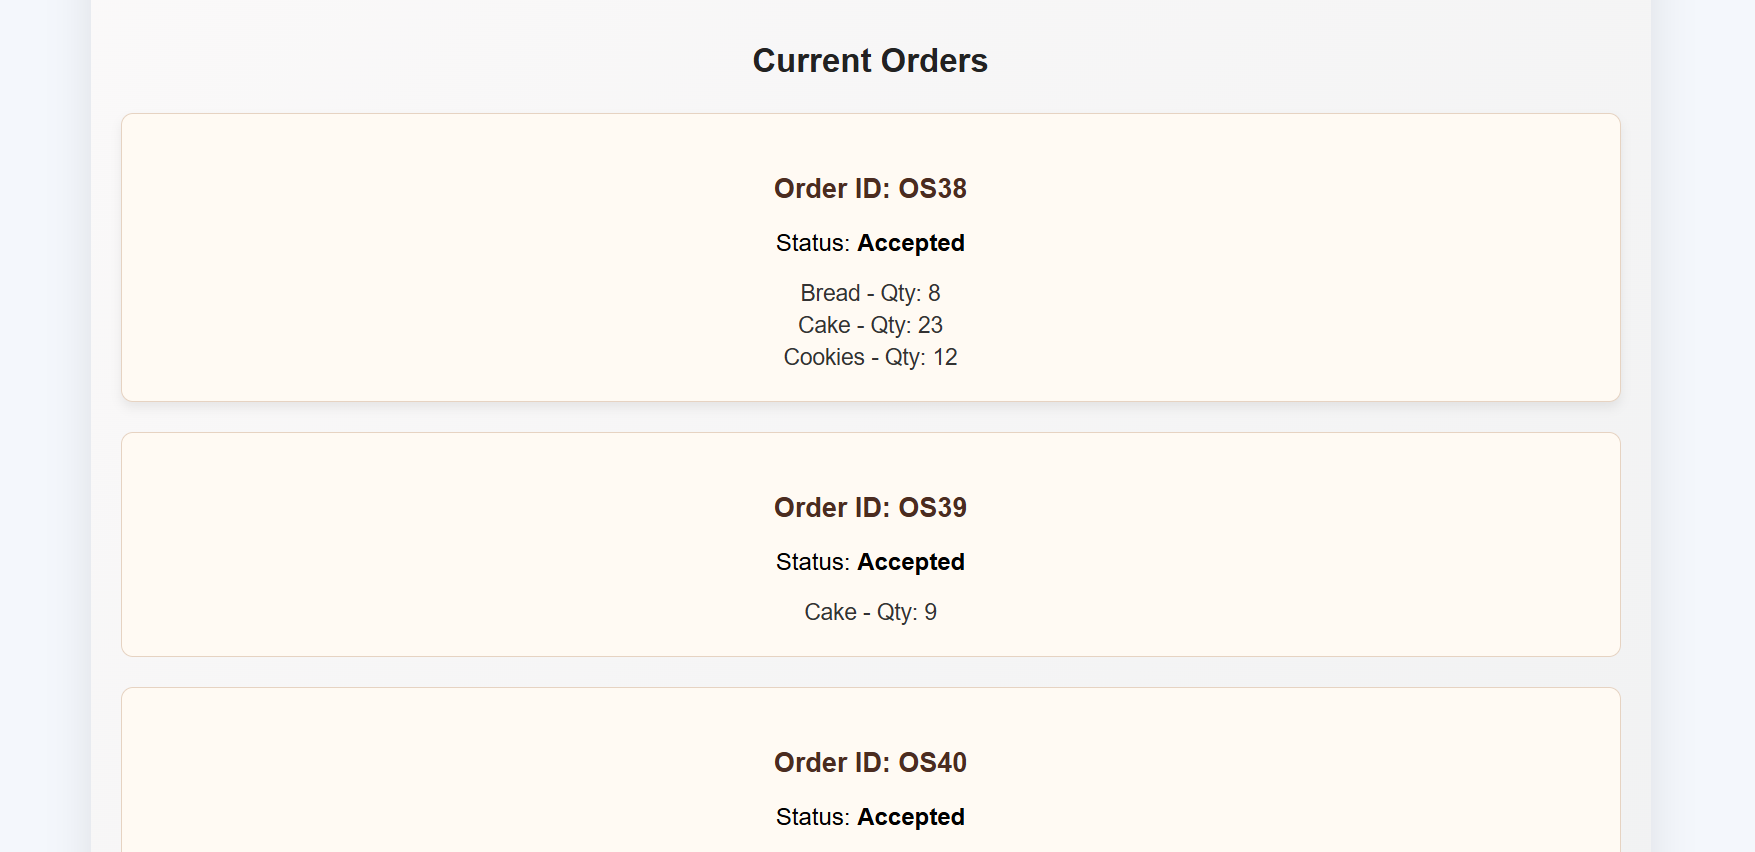 Current Orders
Order ID: OS38
Status: Accepted
Bread - Qty: 8
Cake - Qty: 23
Cookies - Qty: 12
Order ID: OS39
Status: Accepted
Cake - Qty: 9
Order ID: OS40
Status: Accepted